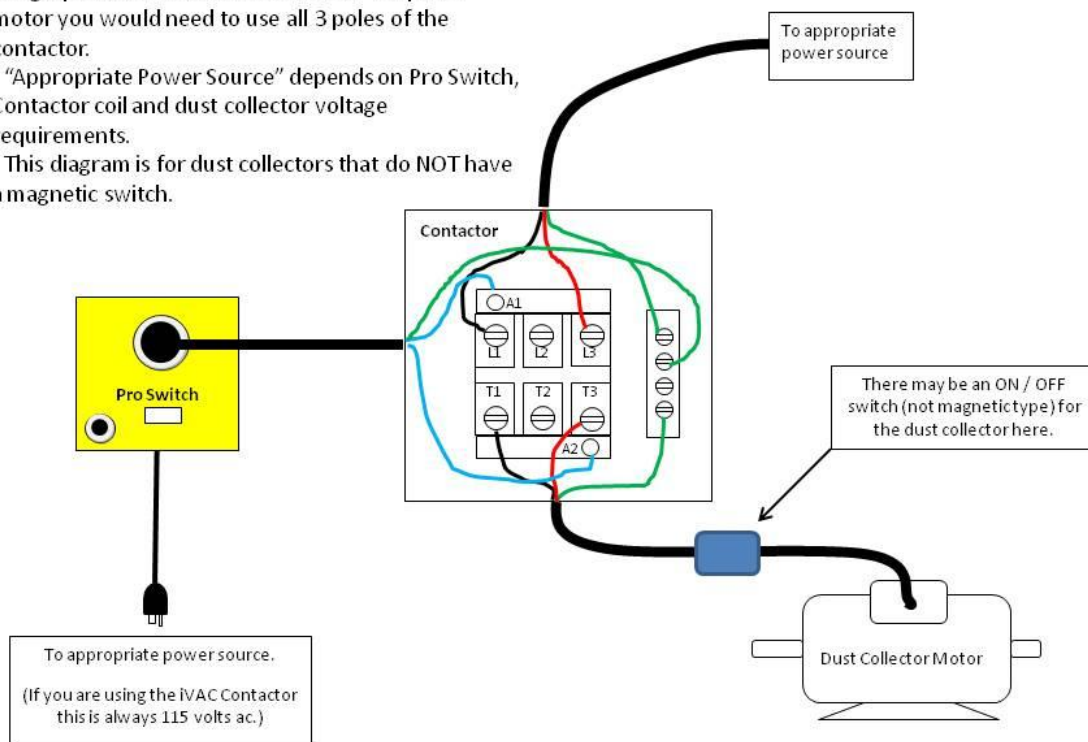 motor you would need to use all 3 poles of the
contactor.
"Appropriate Power Source" depends on Pro Switch,
Contactor coil and dust collector voltage
requirements.
This diagram is for dust collectors that do NOT have
a magnetic switch.
To appropriate
power source
Contactor
A1
L1 L2 L3
T1 T2 T3
A2
Pro Switch
There may be an ON / OFF
switch (not magnetic type) for
the dust collector here.
Dust Collector Motor
To appropriate power source.
(If you are using the iVAC Contactor
this is always 115 volts ac.)